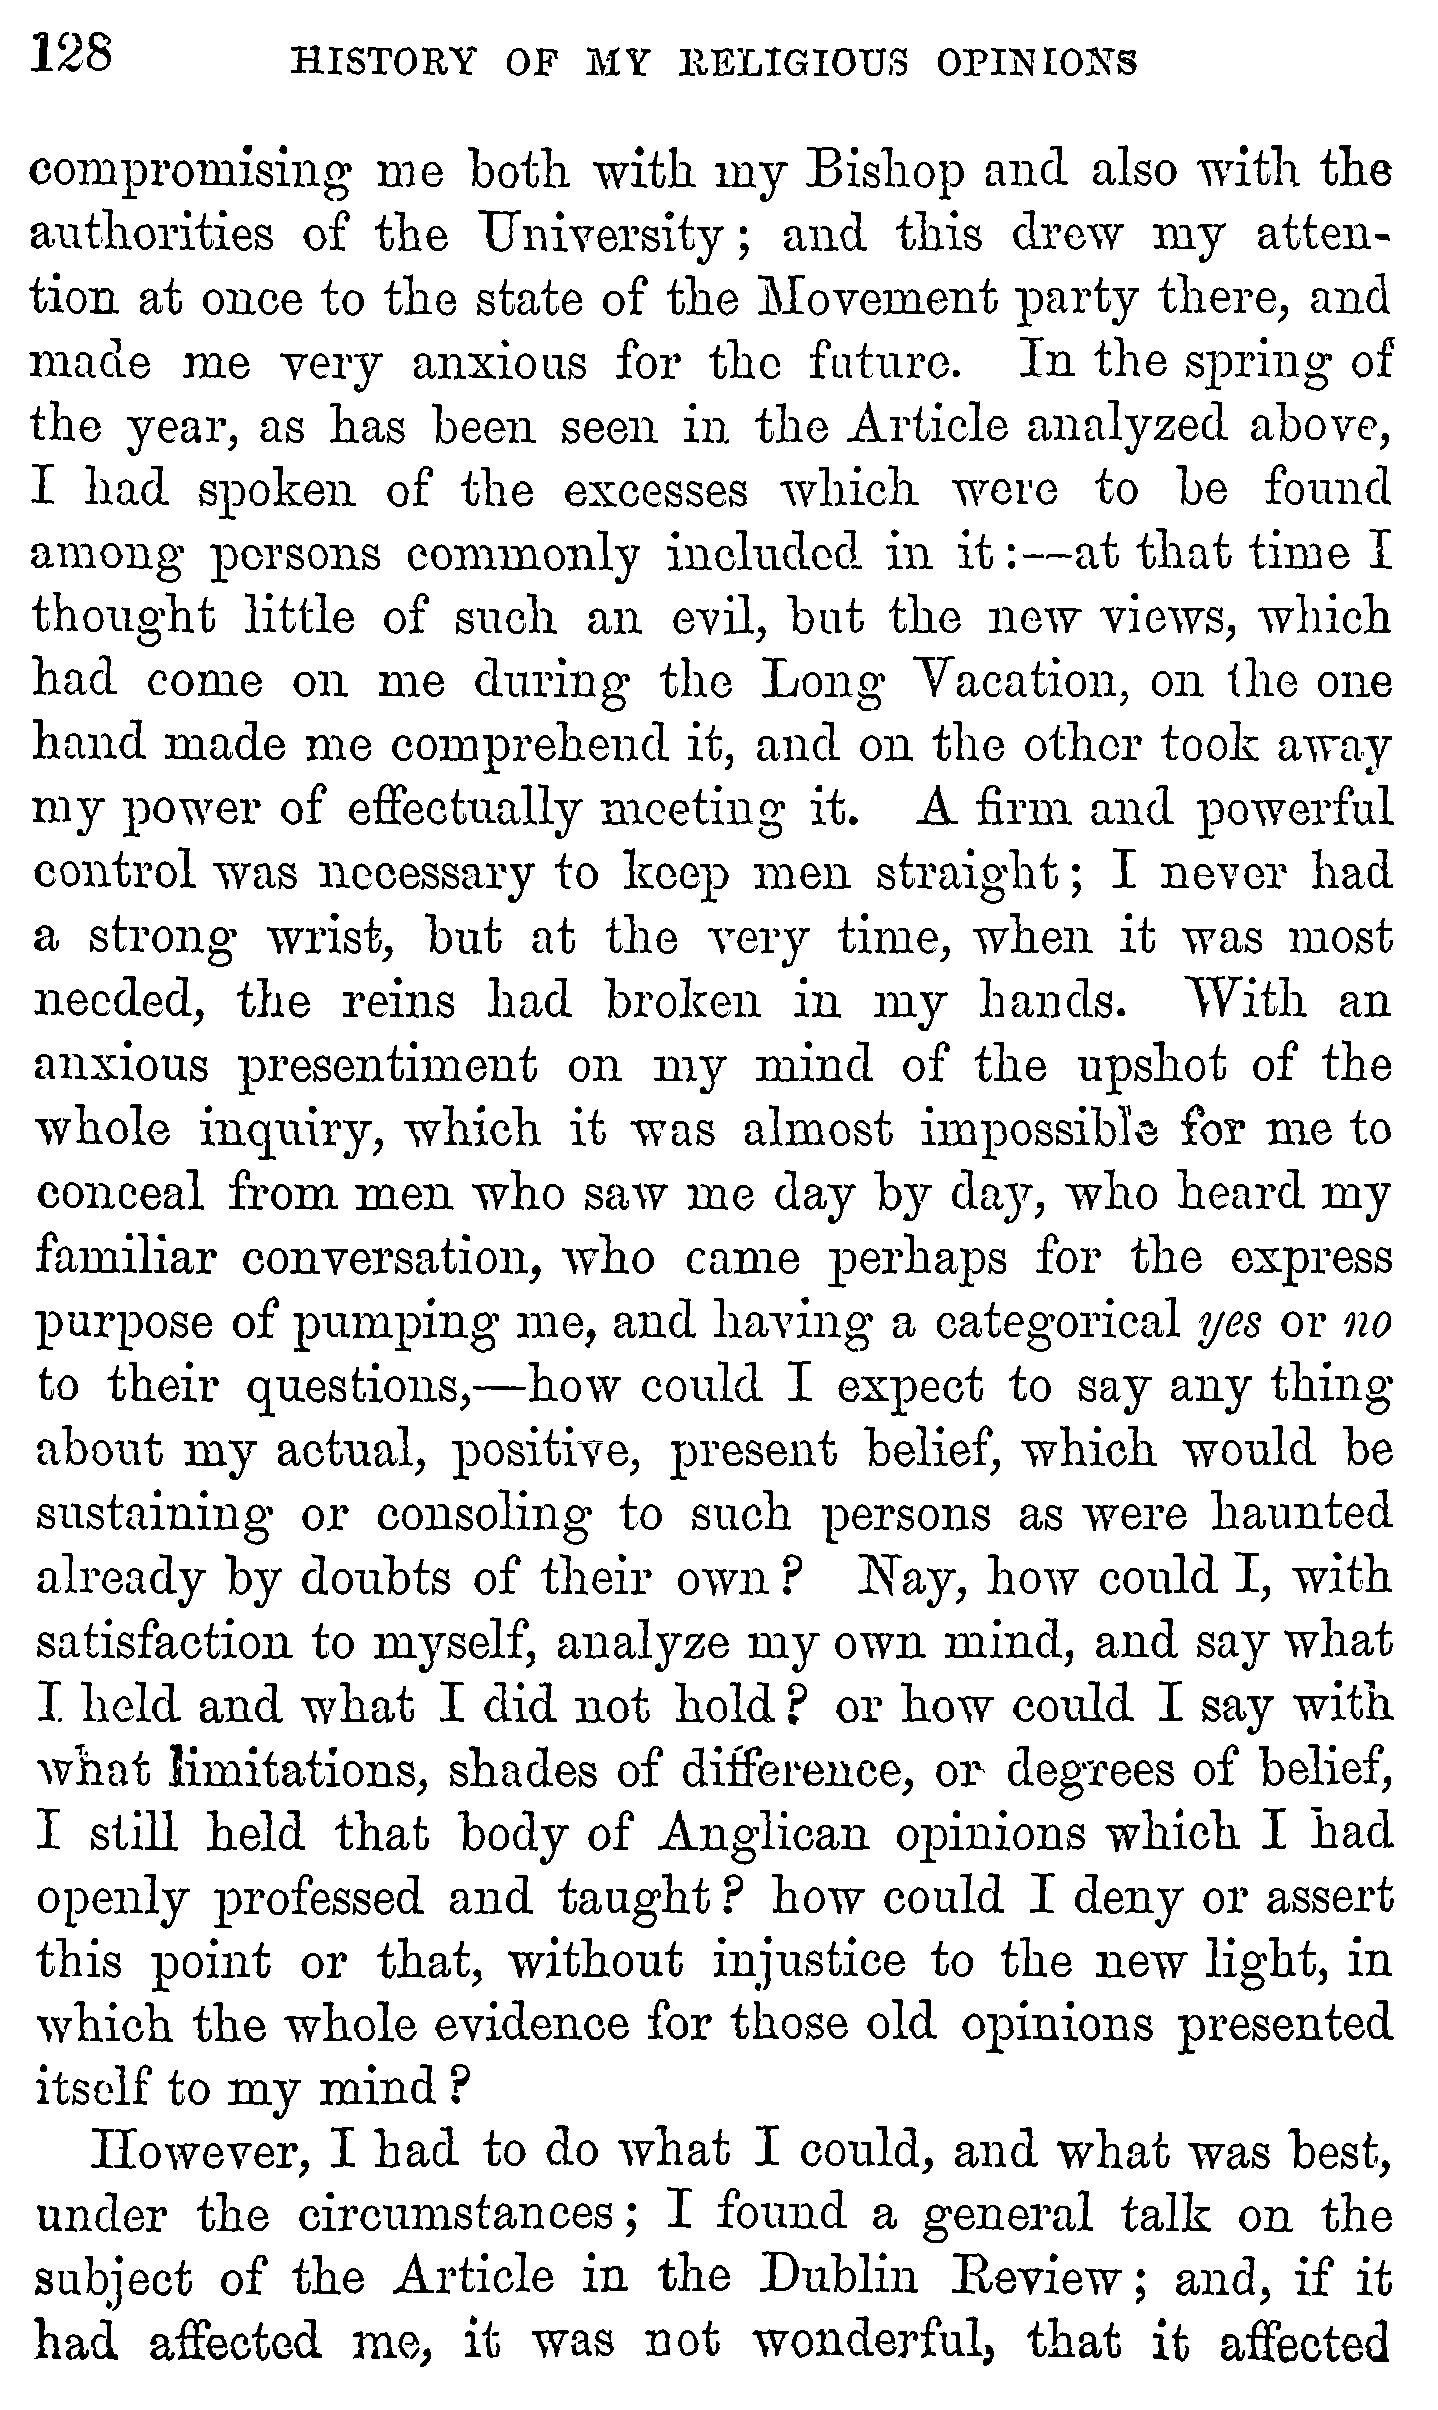 128 HISTORY OF MY RELIGIOUS OPINIONS
compromising me both with my Bishop and also with the
authorities of the University; and this drew my atten-
tion at once to the state of the Movement party there, and
made me very anxious for the future. In the spring of
the year, as has been seen in the Article analyzed above,
I had spoken of the excesses which were to be found
among persons commonly included in it:—at that time I
thought little of such an evil, but the new views, which
had come on me during the Long Vacation, on the one
hand made me comprehend it, and on the other took away
my power of effectually meeting it. A firm and powerful
control was necessary to keep men straight; I never had
a strong wrist, but at the very time, when it was most
needed, the reins had broken in my hands. With an
anxious presentiment on my mind of the upshot of the
whole inquiry, which it was almost impossible for me to
conceal from men who saw me day by day, who heard my
familiar conversation, who came perhaps for the express
purpose of pumping me, and having a categorical yes or no
to their questions,—how could I expect to say any thing
about my actual, positive, present belief, which would be
sustaining or consoling to such persons as were haunted
already by doubts of their own? Nay, how could I, with
satisfaction to myself, analyze my own mind, and say what
I held and what I did not hold? or how could I say with
what limitations, shades of difference, or degrees of belief,
I still held that body of Anglican opinions which I had
openly professed and taught? how could I deny or assert
this point or that, without injustice to the new light, in
which the whole evidence for those old opinions presented
itself to my mind?
However, I had to do what I could, and what was best,
under the circumstances; I found a general talk on the
subject of the Article in the Dublin Review; and, if it
had affected me, it was not wonderful, that it affected